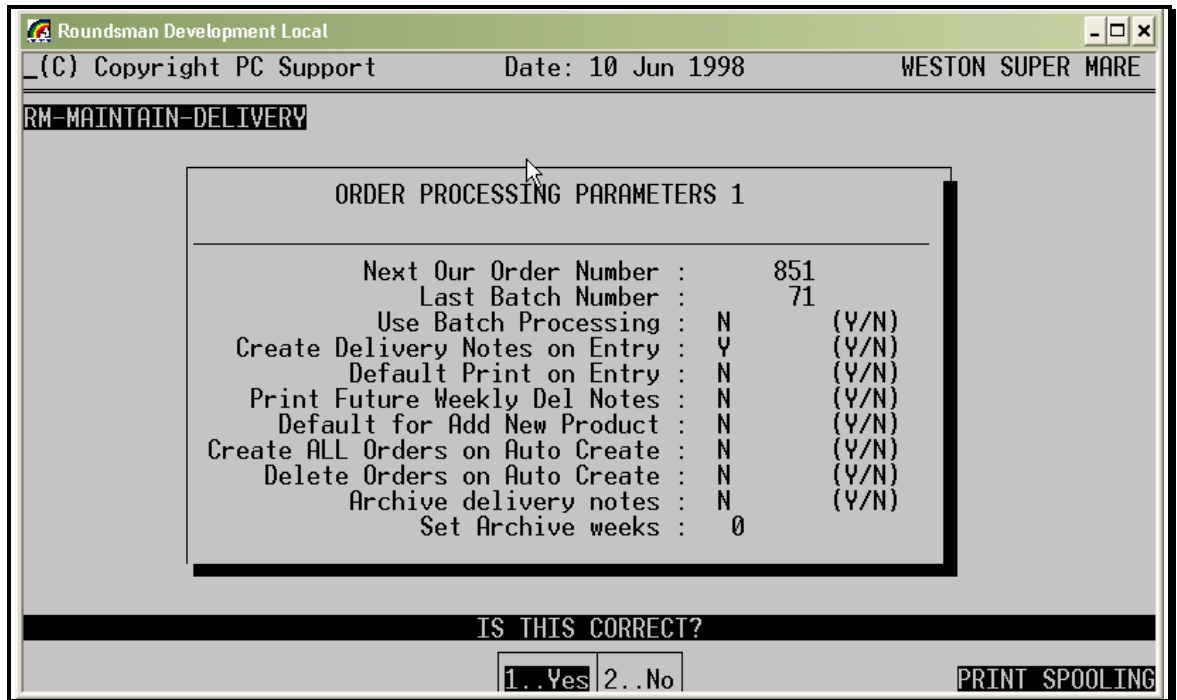 Roundsman Development Local
_(C) Copyright PC Support Date: 10 Jun 1998 WESTON SUPER MARE
RM-MAINTAIN-DELIVERY
ORDER PROCESSING PARAMETERS 1
Next Our Order Number : 851
Last Batch Number : 71
Use Batch Processing : N (Y/N)
Create Delivery Notes on Entry : Y (Y/N)
Default Print on Entry : N (Y/N)
Print Future Weekly Del Notes : N (Y/N)
Default for Add New Product : N (Y/N)
Create ALL Orders on Auto Create : N (Y/N)
Delete Orders on Auto Create : N (Y/N)
Archive delivery notes : N (Y/N)
Set Archive weeks : 0
IS THIS CORRECT?
1..Yes 2..No PRINT SPOOLING